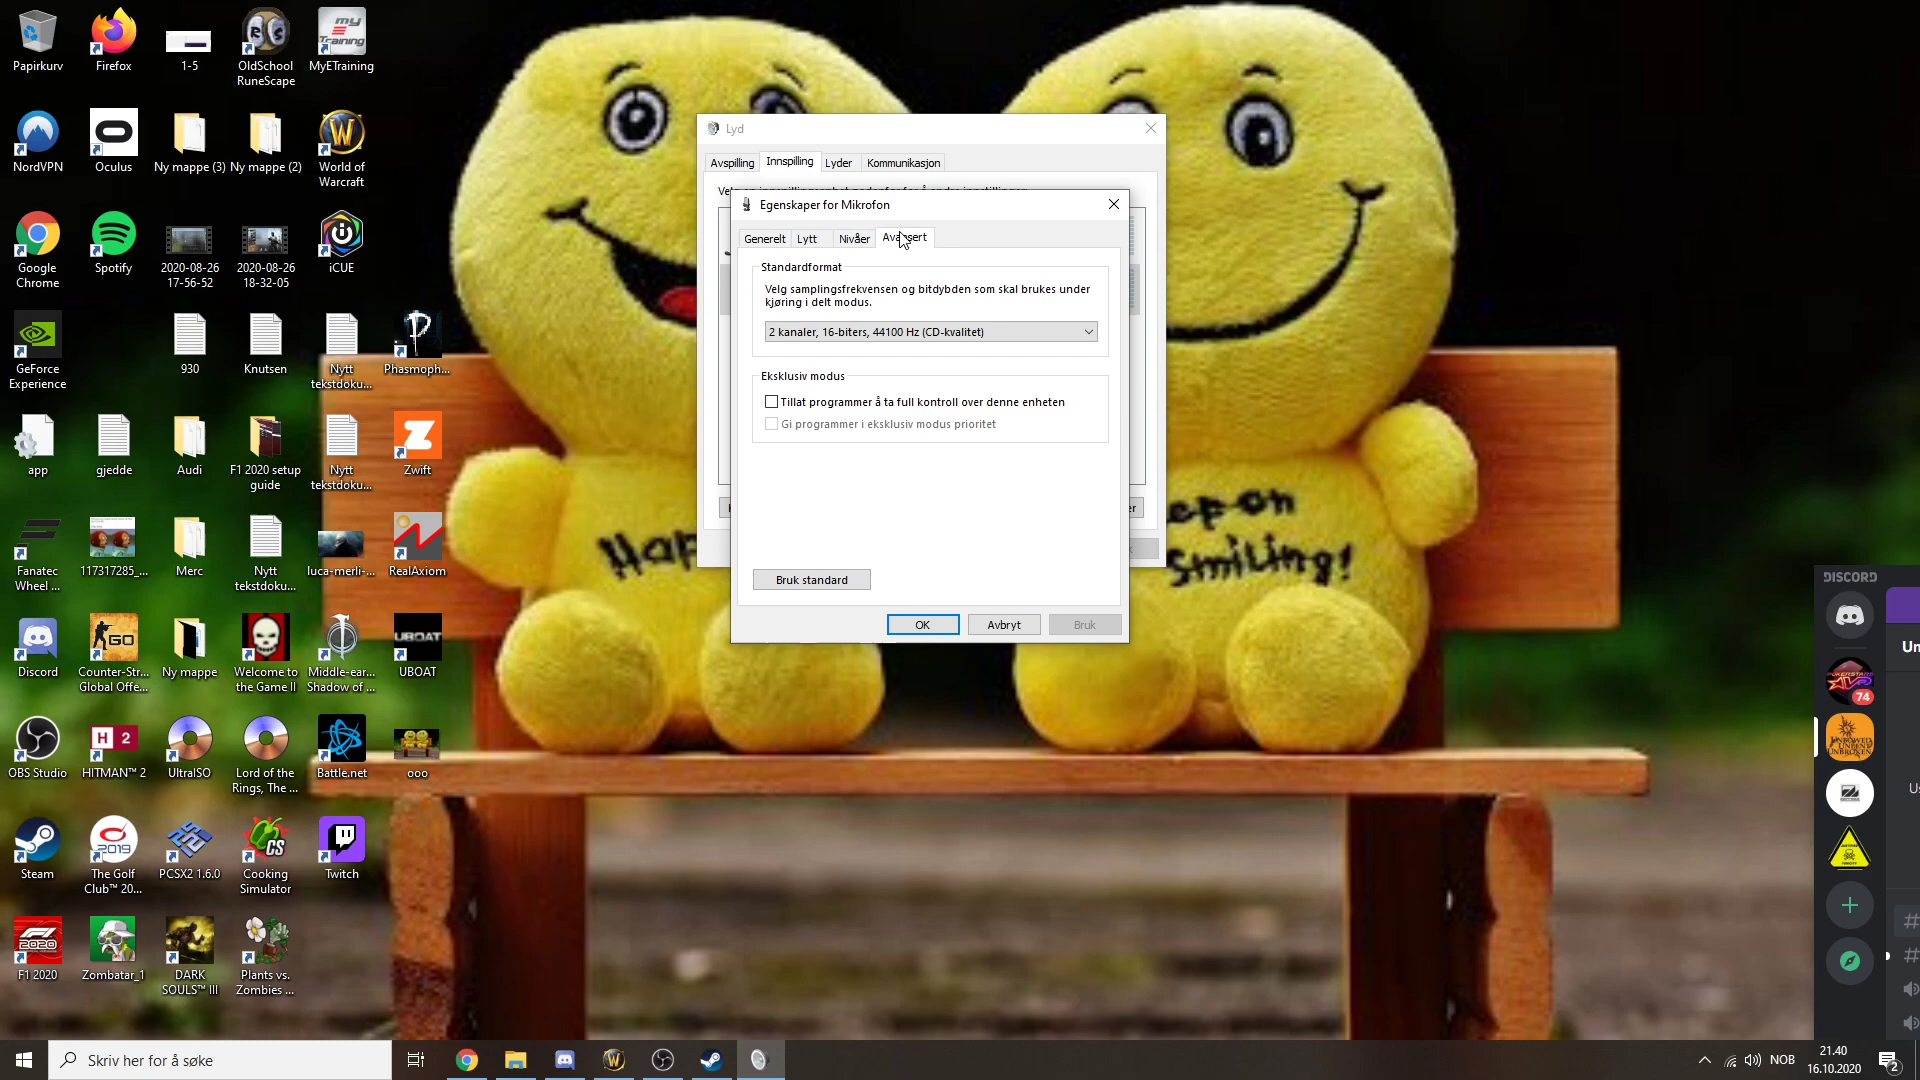 Papirkurv
Firefox
1-5
OldSchool
RuneScape
MyETraining
NordVPN
Oculus
Ny mappe (3)
Ny mappe (2)
World of
Warcraft
Google
Chrome
Spotify
2020-08-26
17-56-52
2020-08-26
18-32-05
iCUE
GeForce
Experience
930
Knutsen
Nytt
tekstdoku...
Phasmoph...
app
gjedde
Audi
F1 2020 setup
guide
Nytt
tekstdoku...
Zwift
Fanatec
Wheel ...
117317285_...
Merc
Nytt
tekstdoku...
luca-merli-...
RealAxiom
Discord
Counter-Str...
Global Offe...
Ny mappe
Welcome to
the Game II
Middle-ear...
Shadow of ...
UBOAT
OBS Studio
HITMAN™ 2
UltraISO
Lord of the
Rings, The ...
Battle.net
ooo
Steam
The Golf
Club™ 20...
PCSX2 1.6.0
Cooking
Simulator
Twitch
F1 2020
Zombatar_1
DARK
SOULS™ III
Plants vs.
Zombies ...
Lyd
Avspilling
Innspilling
Lyder
Kommunikasjon
Egenskaper for Mikrofon
Generelt
Lytt
Nivåer
Avansert
Standardformat
Velg samplingsfrekvensen og bitdybden som skal brukes under
kjøring i delt modus.
2 kanaler, 16-biters, 44100 Hz (CD-kvalitet)
Eksklusiv modus
Tillat programmer å ta full kontroll over denne enheten
Gi programmer i eksklusiv modus prioritet
Bruk standard
OK
Avbryt
Bruk
Smiling!
DISCORD
74
Skriv her for å søke
NOB
21.40
16.10.2020
2